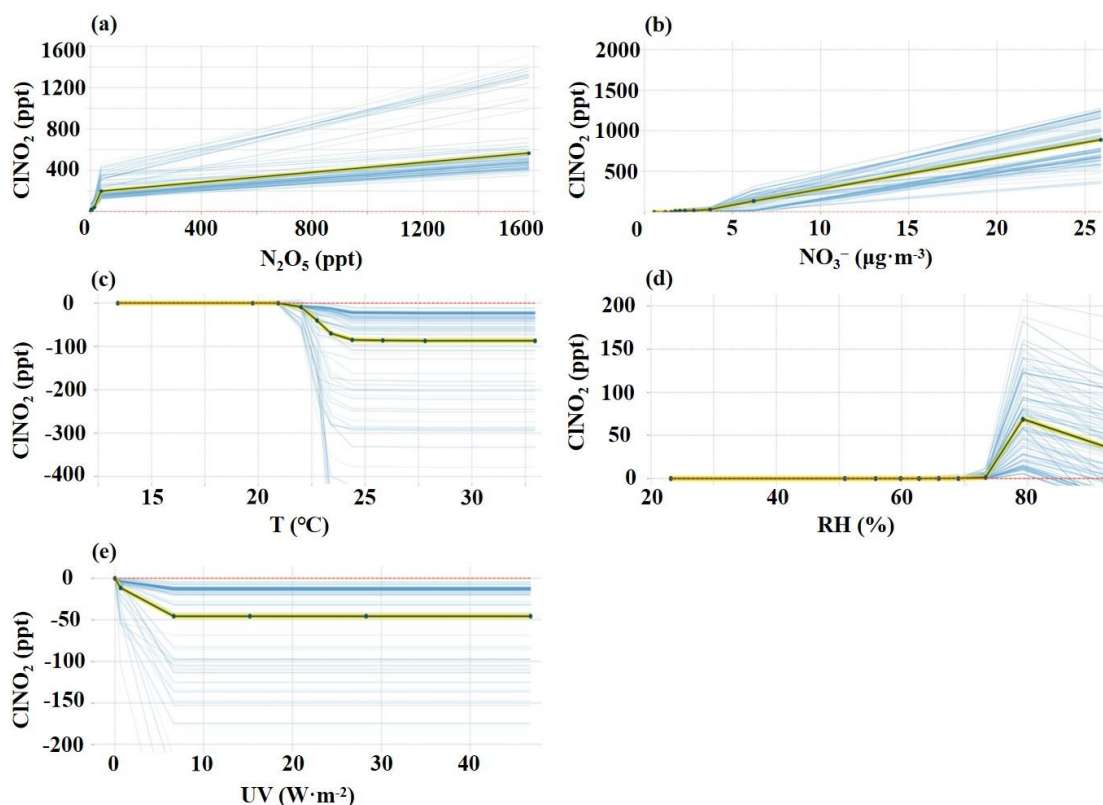 (a)
1600
1200
800
400
ClNO₂ (ppt)
0 400 800 1200 1600
N₂O₅ (ppt)
(b)
2000
1500
1000
500
0
ClNO₂ (ppt)
5 10 15 20 25
NO₃⁻ (μg·m⁻³)
(c)
0
-100
-200
-300
-400
ClNO₂ (ppt)
15 20 25 30
T (°C)
(d)
200
150
100
50
0
ClNO₂ (ppt)
20 40 60 80
RH (%)
(e)
0
-50
-100
-150
-200
ClNO₂ (ppt)
0 10 20 30 40
UV (W·m⁻²)